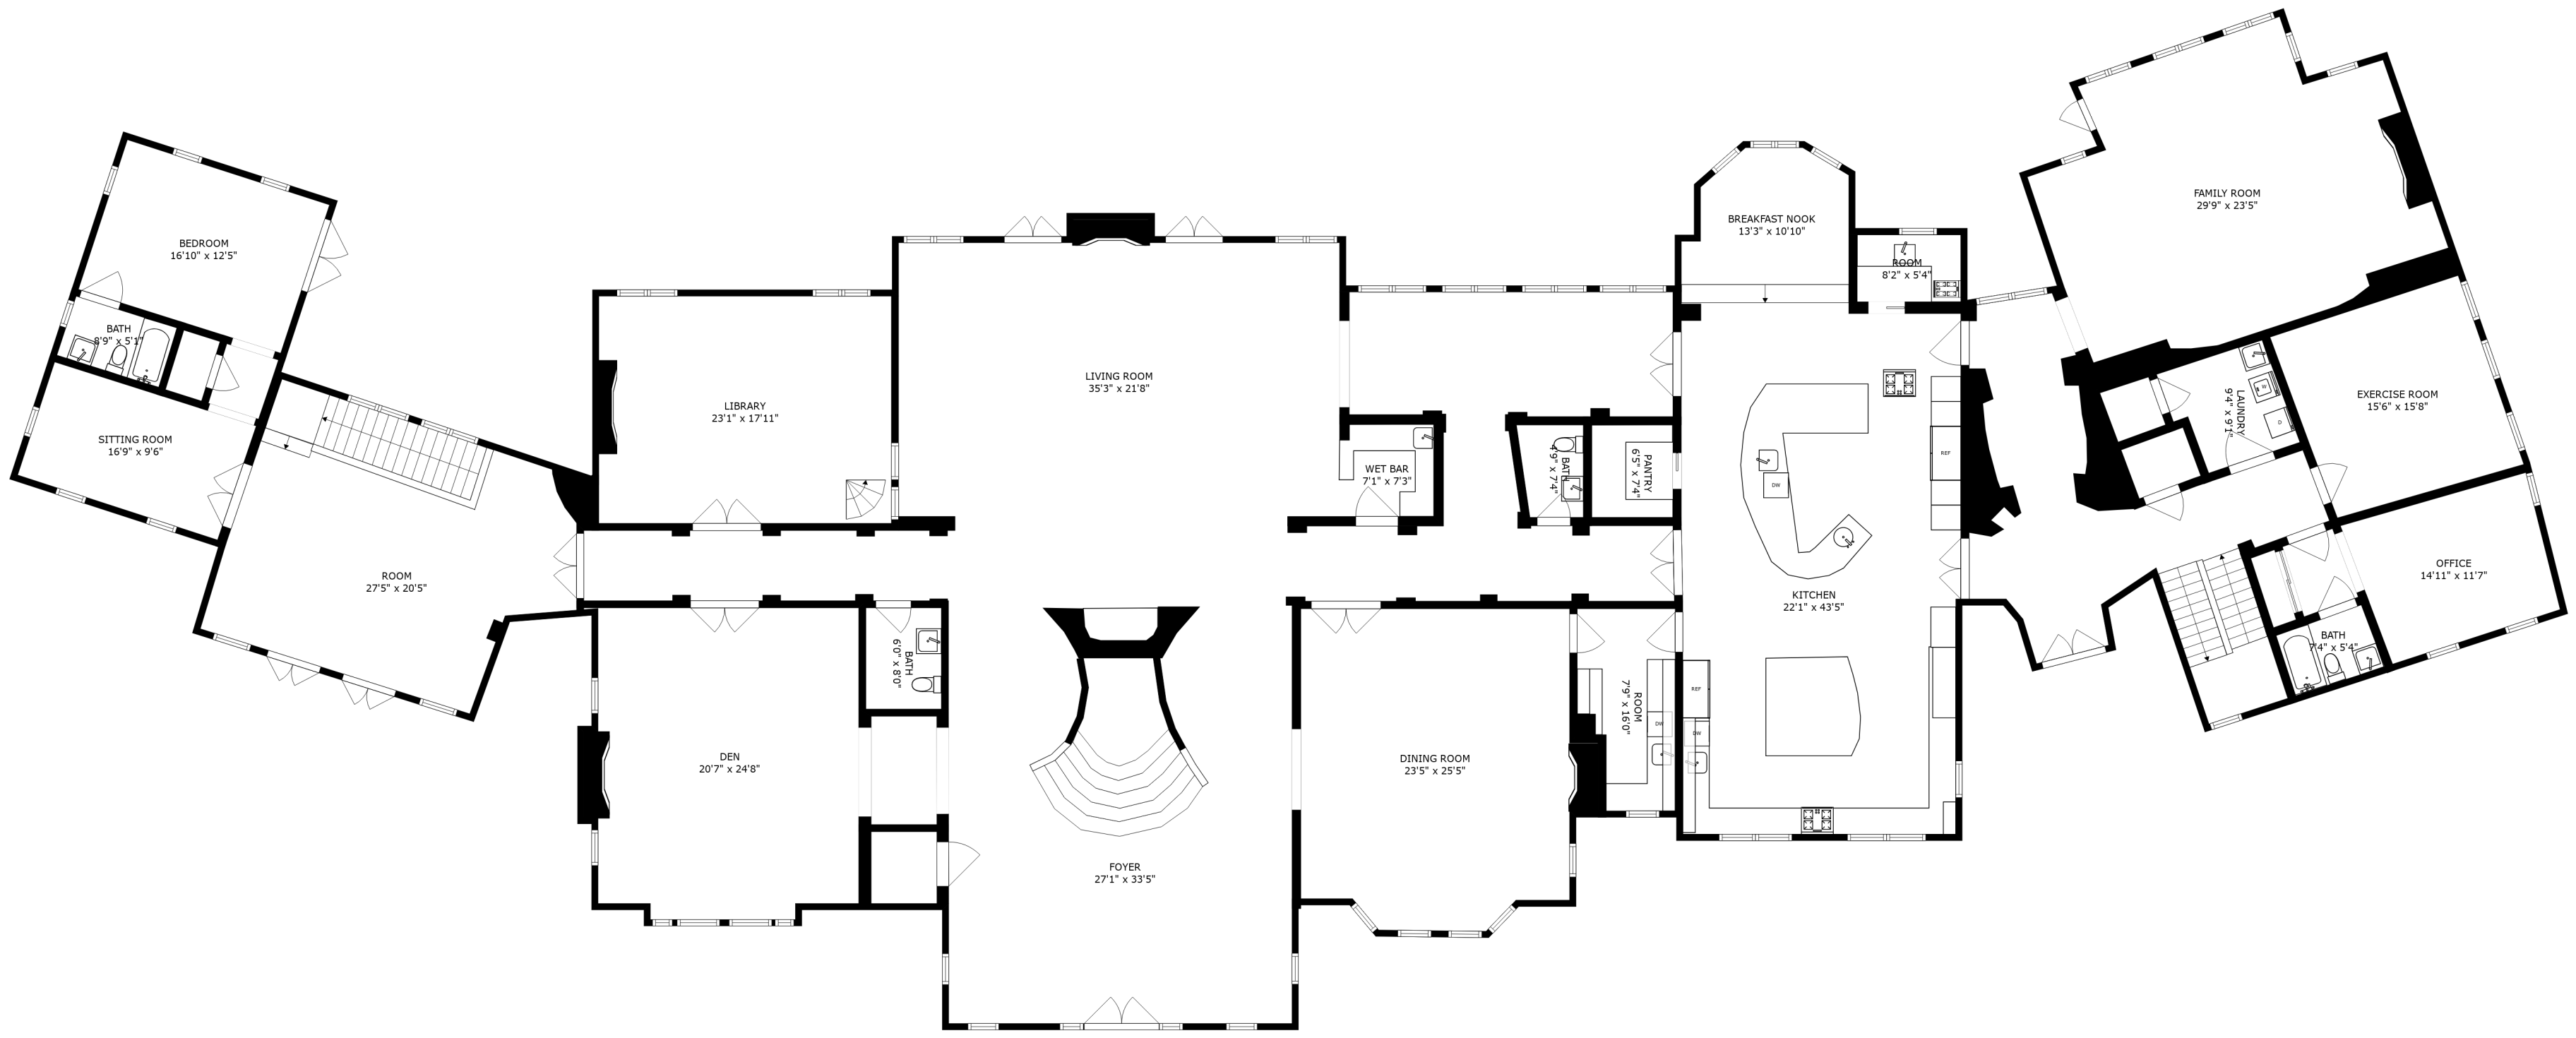 BEDROOM
16'10" x 12'5"
BATH
8'9" x 5'1"
SITTING ROOM
16'9" x 9'6"
ROOM
27'5" x 20'5"
LIBRARY
23'1" x 17'11"
DEN
20'7" x 24'8"
BATH
6'0" x 8'0"
LIVING ROOM
35'3" x 21'8"
FOYER
27'1" x 33'5"
WET BAR
7'1" x 7'3"
BATH
4'9" x 7'4"
PANTRY
6'5" x 7'4"
DINING ROOM
23'5" x 25'5"
ROOM
7'9" x 16'0"
DW
BREAKFAST NOOK
13'3" x 10'10"
ROOM
8'2" x 5'4"
DW
REF
KITCHEN
22'1" x 43'5"
REF
DW
FAMILY ROOM
29'9" x 23'5"
LAUNDRY
9'4" x 9'1"
W
D
EXERCISE ROOM
15'6" x 15'8"
OFFICE
14'11" x 11'7"
BATH
7'4" x 5'4"